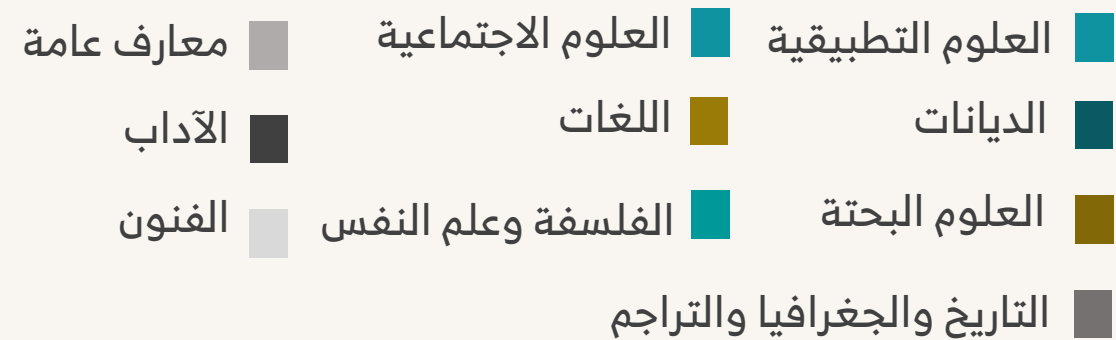 العلوم التطبيقية
العلوم الاجتماعية
معارف عامة
الديانات
اللغات
الآداب
العلوم البحتة
الفلسفة وعلم النفس
الفنون
التاريخ والجغرافيا والتراجم